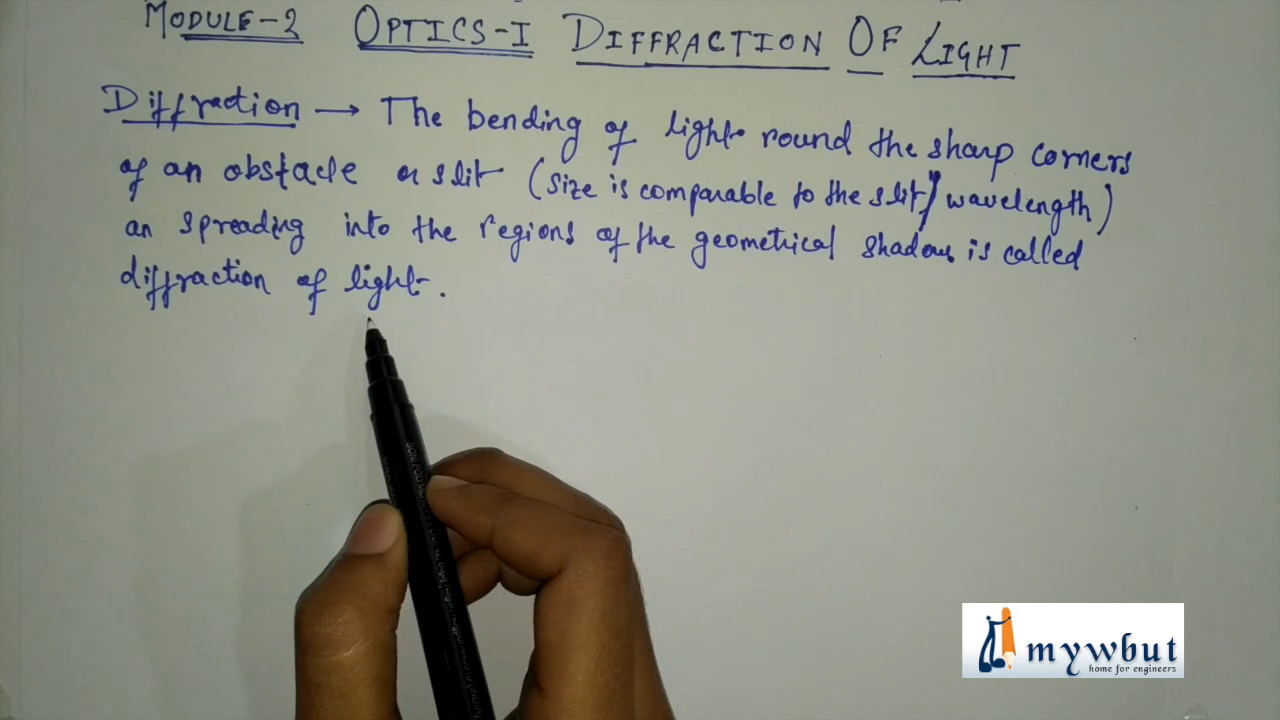 MODULE-2 OPTICS-I DIFFRACTION OF LIGHT
Diffraction → The bending of light round the sharp corners
of an obstacle or slit (size is comparable to the slit/wavelength)
an spreading into the regions of the geometrical shadow is called
diffraction of light.
mywbut
home for engineers